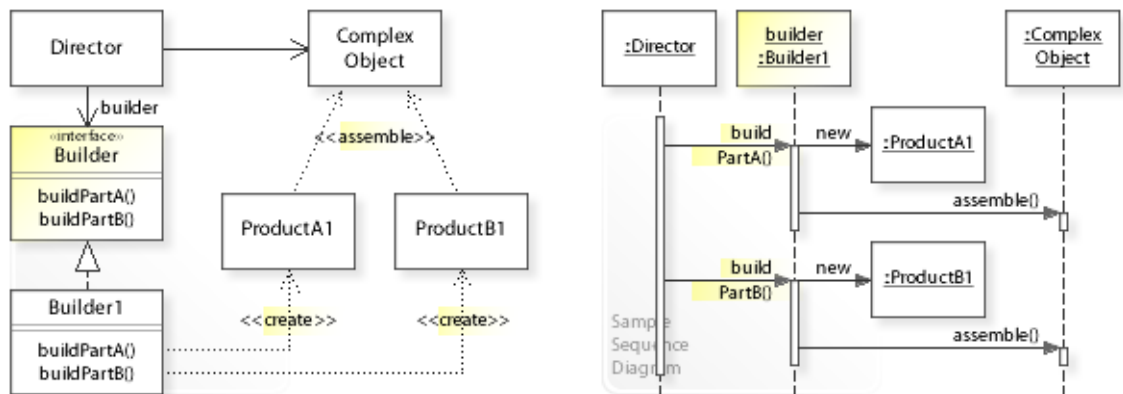 Director
Complex
Object
builder
«interface»
Builder
buildPartA()
buildPartB()
<<assemble>>
ProductA1
ProductB1
Builder1
buildPartA()
buildPartB()
<<create>>
<<create>>
:Director
builder
:Builder1
:Complex
Object
build
PartA()
new
:ProductA1
assemble()
build
PartB()
new
:ProductB1
assemble()
Sample
Sequence
Diagram